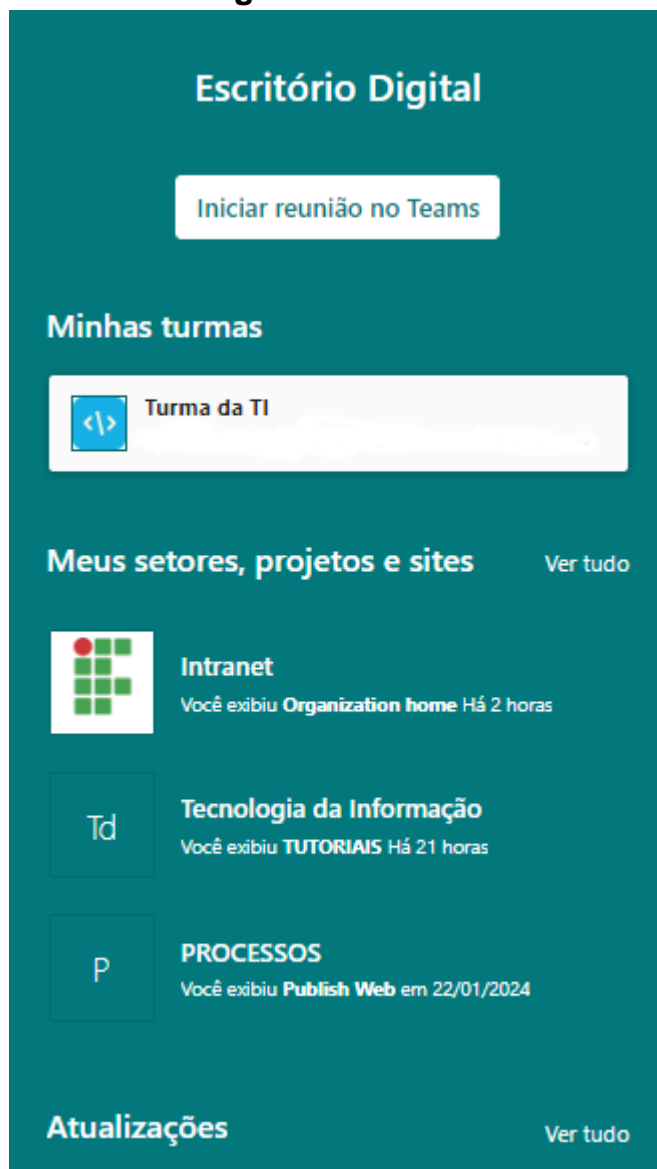 Escritório Digital
Iniciar reunião no Teams
Minhas turmas
</> Turma da TI
Meus setores, projetos e sites Ver tudo
Intranet
Você exibiu Organization home Há 2 horas
Td Tecnologia da Informação
Você exibiu TUTORIAIS Há 21 horas
P PROCESSOS
Você exibiu Publish Web em 22/01/2024
Atualizações Ver tudo